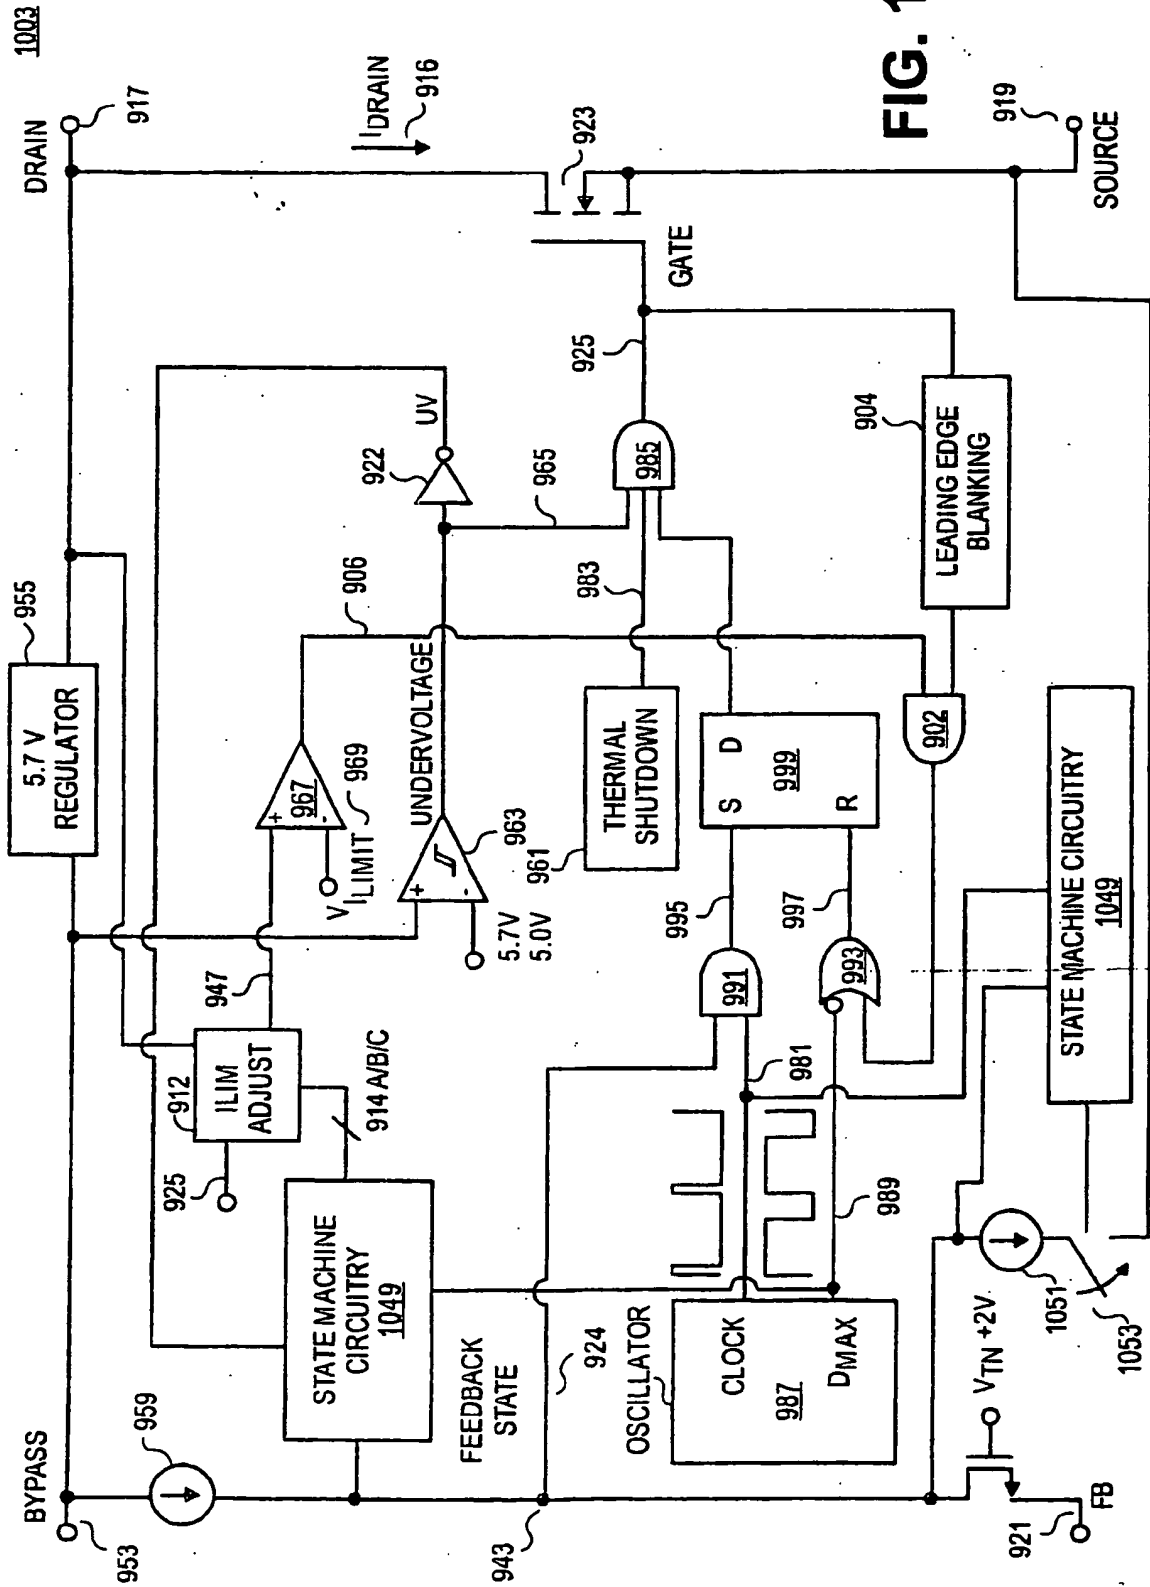 1003
BYPASS
953
959
5.7 V
REGULATOR
955
DRAIN
917
I DRAIN
916
912
ILIM
ADJUST
925
947
914 A/B/C
STATE MACHINE
CIRCUITRY
1049
967
+
-
V ILIMIT
969
906
UNDERVOLTAGE
963
+
-
5.7V
5.0V
922
UV
965
985
925
GATE
923
FEEDBACK
STATE
924
943
THERMAL
SHUTDOWN
961
983
OSCILLATOR
CLOCK
987
DMAX
981
989
991
995
993
997
S
D
999
R
902
904
LEADING EDGE
BLANKING
STATE MACHINE CIRCUITRY
1049
1051
1053
VTN +2V
921
FB
919
SOURCE
FIG. 1